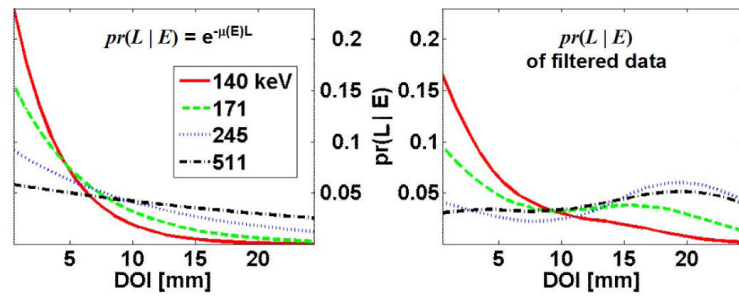 pr(L | E) = e-μ(E)L
140 keV
171
245
511
5
10
15
20
DOI [mm]
0.2
0.15
0.1
0.05
pr(L | E)
0.2
0.15
0.1
0.05
pr(L | E)
of filtered data
5
10
15
20
DOI [mm]